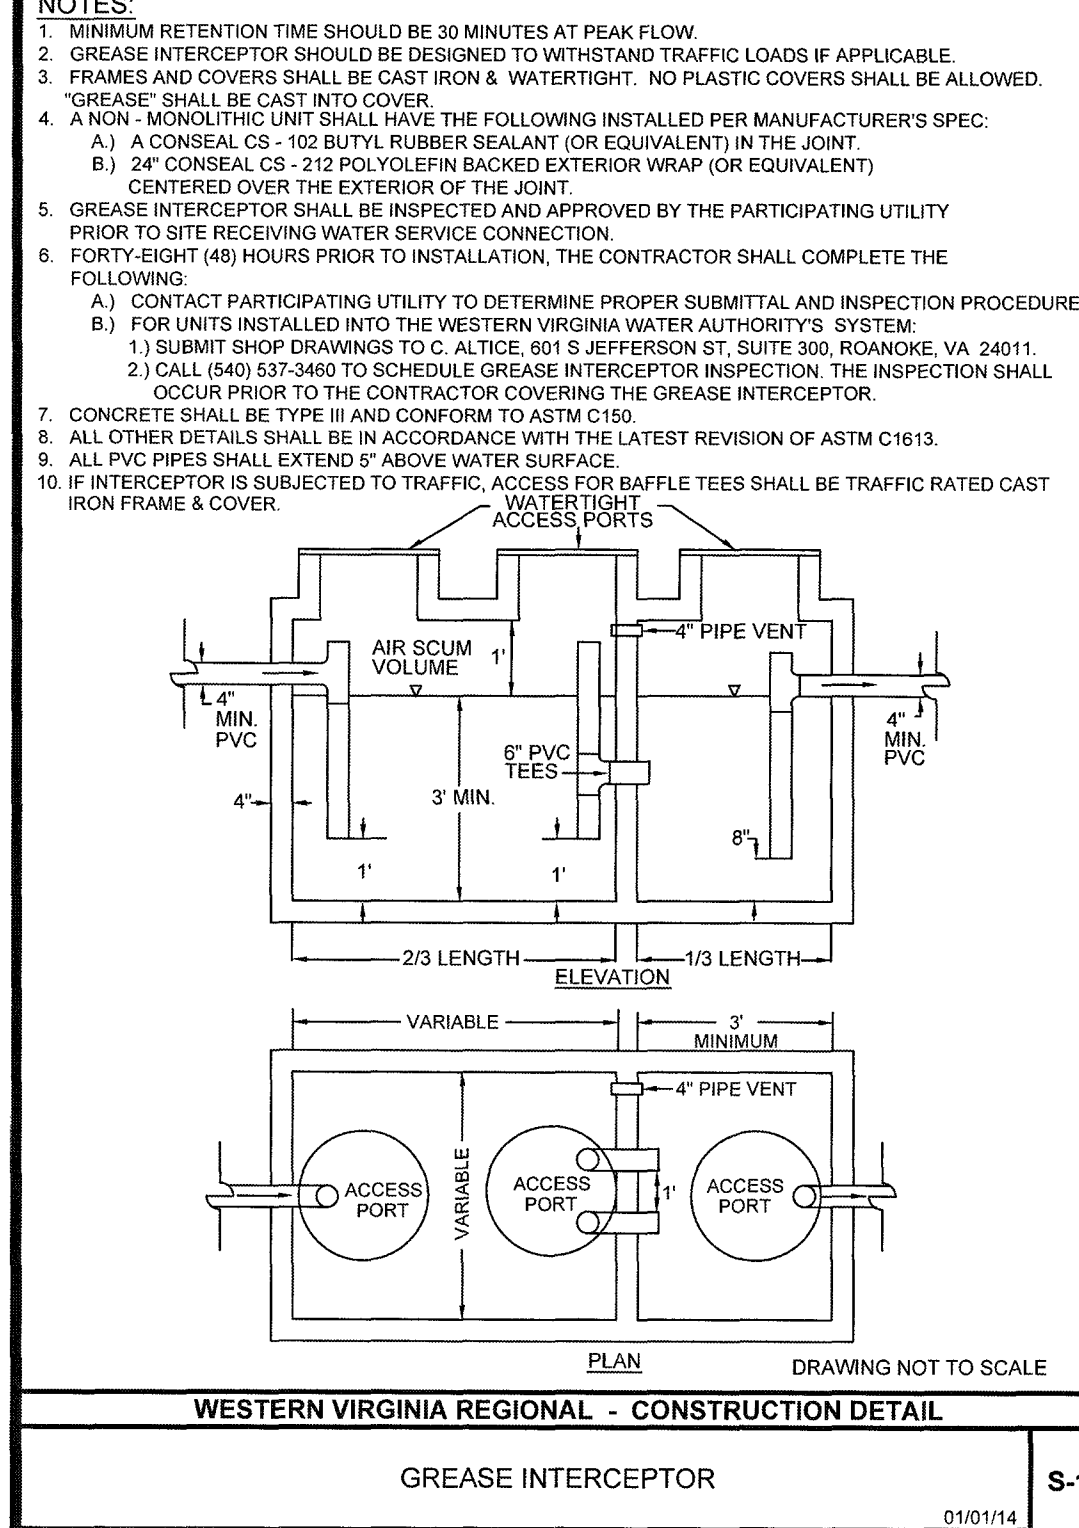 NOTES:
1. MINIMUM RETENTION TIME SHOULD BE 30 MINUTES AT PEAK FLOW.
2. GREASE INTERCEPTOR SHOULD BE DESIGNED TO WITHSTAND TRAFFIC LOADS IF APPLICABLE.
3. FRAMES AND COVERS SHALL BE CAST IRON & WATERTIGHT. NO PLASTIC COVERS SHALL BE ALLOWED.
"GREASE" SHALL BE CAST INTO COVER.
4. A NON - MONOLITHIC UNIT SHALL HAVE THE FOLLOWING INSTALLED PER MANUFACTURER'S SPEC:
A.) A CONSEAL CS - 102 BUTYL RUBBER SEALANT (OR EQUIVALENT) IN THE JOINT.
B.) 24" CONSEAL CS - 212 POLYOLEFIN BACKED EXTERIOR WRAP (OR EQUIVALENT)
CENTERED OVER THE EXTERIOR OF THE JOINT.
5. GREASE INTERCEPTOR SHALL BE INSPECTED AND APPROVED BY THE PARTICIPATING UTILITY
PRIOR TO SITE RECEIVING WATER SERVICE CONNECTION.
6. FORTY-EIGHT (48) HOURS PRIOR TO INSTALLATION, THE CONTRACTOR SHALL COMPLETE THE
FOLLOWING:
A.) CONTACT PARTICIPATING UTILITY TO DETERMINE PROPER SUBMITTAL AND INSPECTION PROCEDURE
B.) FOR UNITS INSTALLED INTO THE WESTERN VIRGINIA WATER AUTHORITY'S SYSTEM:
1.) SUBMIT SHOP DRAWINGS TO C. ALTICE, 601 S JEFFERSON ST, SUITE 300, ROANOKE, VA 24011.
2.) CALL (540) 537-3460 TO SCHEDULE GREASE INTERCEPTOR INSPECTION. THE INSPECTION SHALL
OCCUR PRIOR TO THE CONTRACTOR COVERING THE GREASE INTERCEPTOR.
7. CONCRETE SHALL BE TYPE III AND CONFORM TO ASTM C150.
8. ALL OTHER DETAILS SHALL BE IN ACCORDANCE WITH THE LATEST REVISION OF ASTM C1613.
9. ALL PVC PIPES SHALL EXTEND 5" ABOVE WATER SURFACE.
10. IF INTERCEPTOR IS SUBJECTED TO TRAFFIC, ACCESS FOR BAFFLE TEES SHALL BE TRAFFIC RATED CAST
IRON FRAME & COVER.
WATERTIGHT
ACCESS PORTS
4" PIPE VENT
AIR SCUM
VOLUME
1'
4"
MIN.
PVC
4"
MIN.
PVC
6" PVC
TEES
3' MIN.
4"
8"
1'
1'
2/3 LENGTH
1/3 LENGTH
ELEVATION
VARIABLE
3'
MINIMUM
4" PIPE VENT
VARIABLE
ACCESS
PORT
ACCESS
PORT
1'
ACCESS
PORT
PLAN
DRAWING NOT TO SCALE
WESTERN VIRGINIA REGIONAL - CONSTRUCTION DETAIL
GREASE INTERCEPTOR
S-1
01/01/14